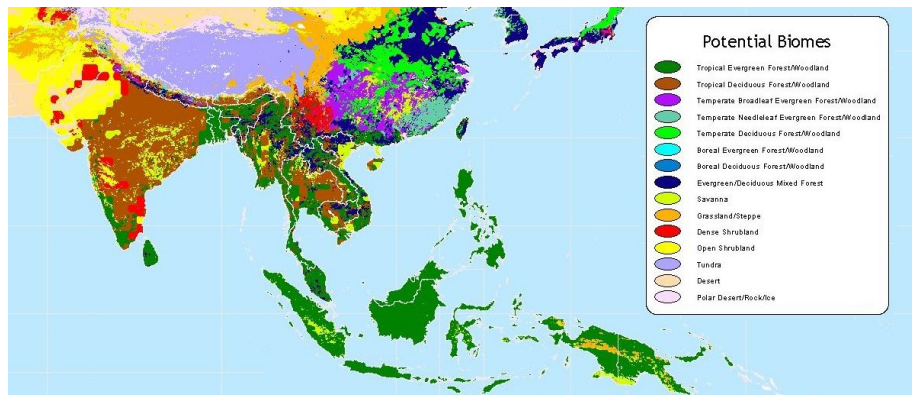 Potential Biomes
Tropical Evergreen Forest/Woodland
Tropical Deciduous Forest/Woodland
Temperate Broadleaf Evergreen Forest/Woodland
Temperate Needleleaf Evergreen Forest/Woodland
Temperate Deciduous Forest/Woodland
Boreal Evergreen Forest/Woodland
Boreal Deciduous Forest/Woodland
Evergreen/Deciduous Mixed Forest
Savanna
Grassland/Steppe
Dense Shrubland
Open Shrubland
Tundra
Desert
Polar Desert/Rock/Ice